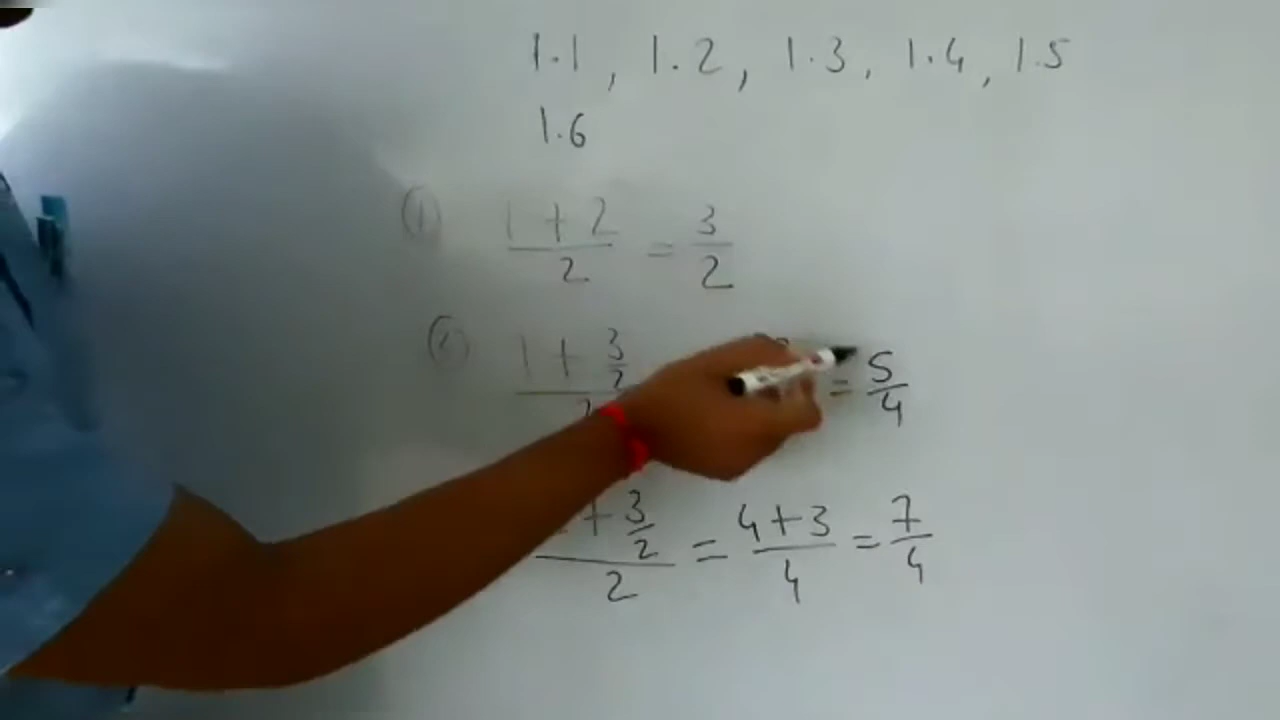 1.1, 1.2, 1.3, 1.4, 1.5
1.6
① (1 + 2)/2 = 3/2
(1 + 3/2)/2 = 5/4
+ 3/2)/2 = (4+3)/4 = 7/4